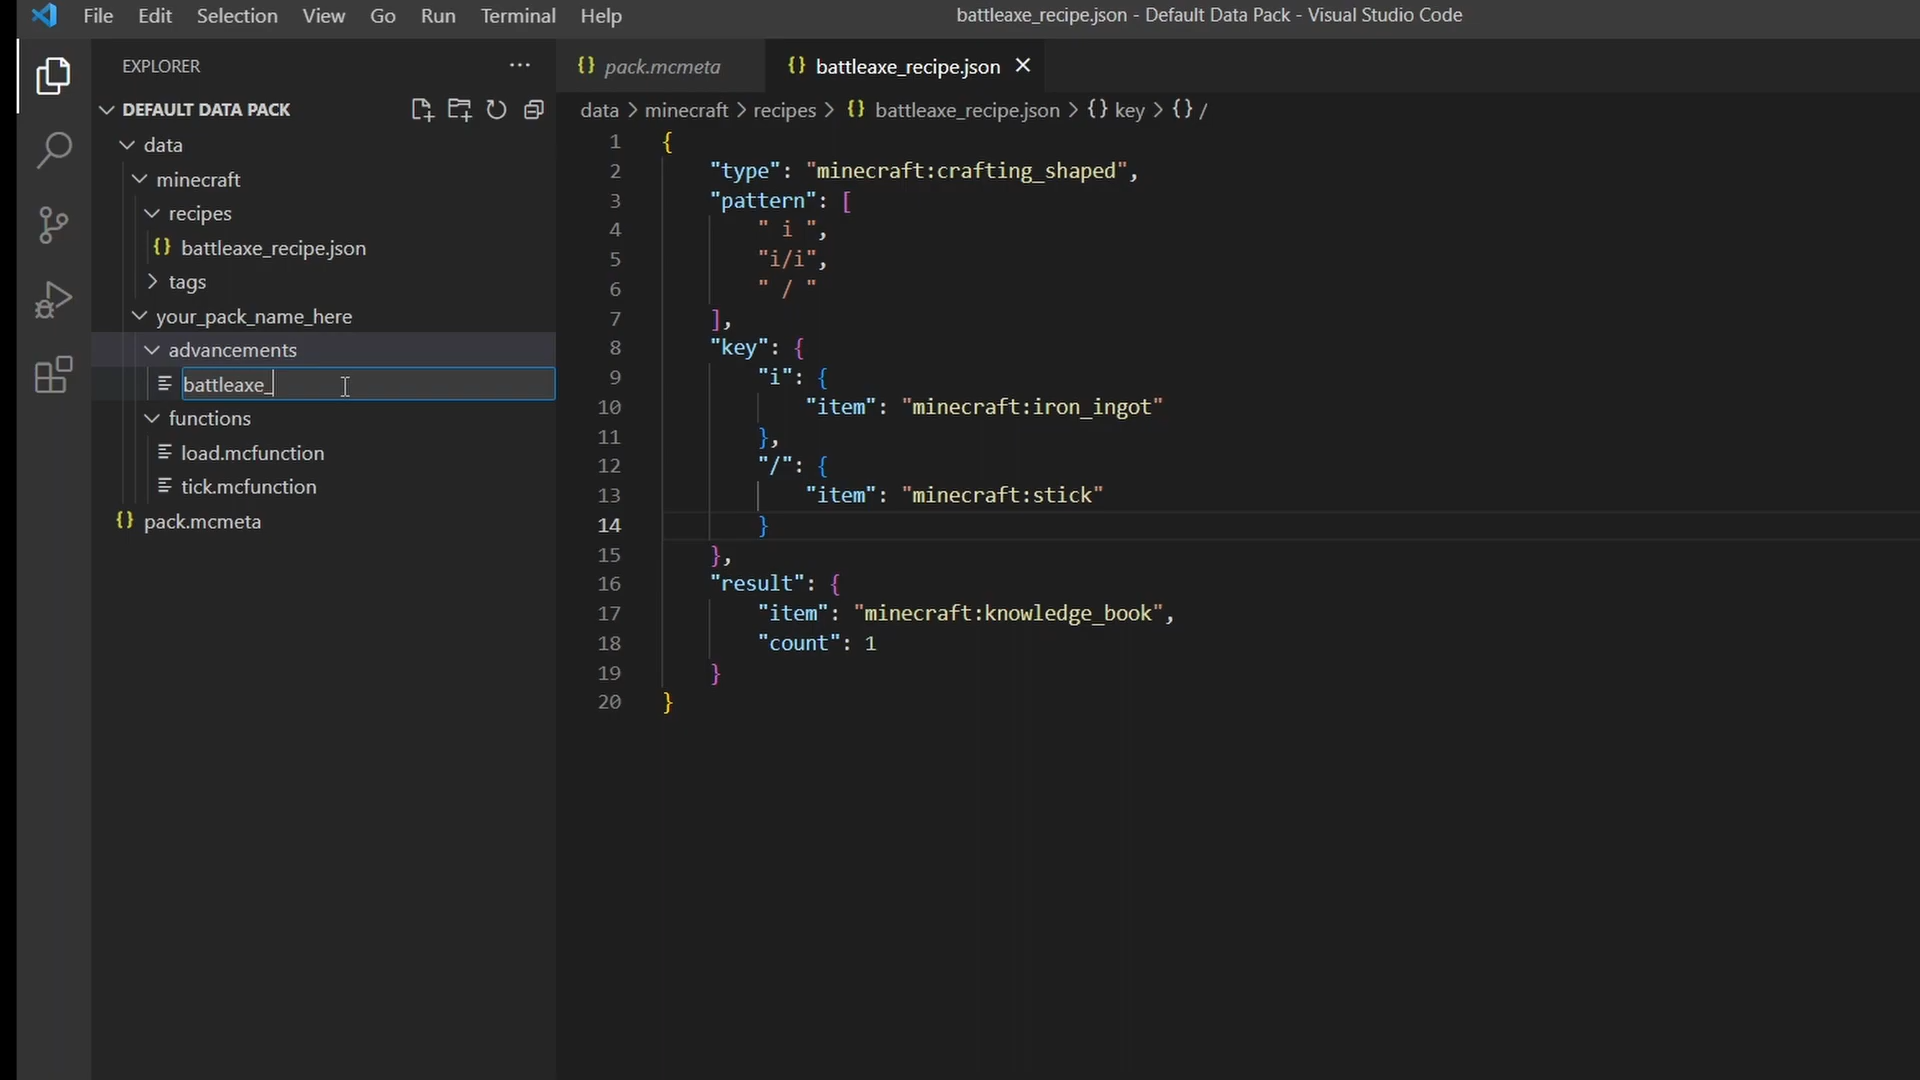 File Edit Selection View Go Run Terminal Help
battleaxe_recipe.json - Default Data Pack - Visual Studio Code
EXPLORER ...
DEFAULT DATA PACK
data
minecraft
recipes
{} battleaxe_recipe.json
tags
your_pack_name_here
advancements
battleaxe_
functions
load.mcfunction
tick.mcfunction
{} pack.mcmeta
{} pack.mcmeta
{} battleaxe_recipe.json
data > minecraft > recipes > {} battleaxe_recipe.json > {} key > {} /
1 {
2 "type": "minecraft:crafting_shaped",
3 "pattern": [
4 " i ",
5 "i/i",
6 " / "
7 ],
8 "key": {
9 "i": {
10 "item": "minecraft:iron_ingot"
11 },
12 "/": {
13 "item": "minecraft:stick"
14 }
15 },
16 "result": {
17 "item": "minecraft:knowledge_book",
18 "count": 1
19 }
20 }